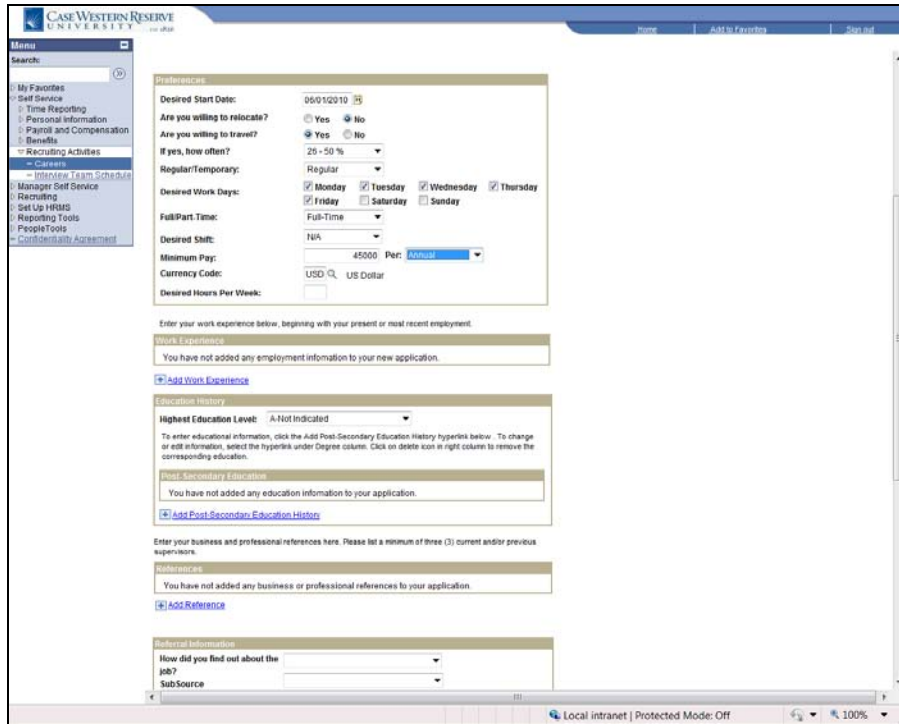 CASE WESTERN RESERVE
UNIVERSITY EST. 1826
Home Add to Favorites Sign out
Menu
Search:
My Favorites
Self Service
Time Reporting
Personal Information
Payroll and Compensation
Benefits
Recruiting Activities
Careers
Interview Team Schedule
Manager Self Service
Recruiting
Set Up HRMS
Reporting Tools
PeopleTools
Confidentiality Agreement
Preferences
Desired Start Date: 06/01/2010
Are you willing to relocate? Yes No
Are you willing to travel? Yes No
If yes, how often? 26 - 50 %
Regular/Temporary: Regular
Desired Work Days: Monday Tuesday Wednesday Thursday
Friday Saturday Sunday
Full/Part-Time: Full-Time
Desired Shift: N/A
Minimum Pay: 45000 Per: Annual
Currency Code: USD US Dollar
Desired Hours Per Week:
Enter your work experience below, beginning with your present or most recent employment.
Work Experience
You have not added any employment infomation to your new application.
Add Work Experience
Education History
Highest Education Level: A-Not Indicated
To enter educational information, click the Add Post-Secondary Education History hyperlink below . To change
or edit information, select the hyperlink under Degree column. Click on delete icon in right column to remove the
corresponding education.
Post-Secondary Education
You have not added any education infomation to your application.
Add Post-Secondary Education History
Enter your business and professional references here. Please list a minimum of three (3) current and/or previous
supervisors.
References
You have not added any business or professional references to your application.
Add Reference
Referral Information
How did you find out about the
job?
SubSource
Local intranet | Protected Mode: Off 100%